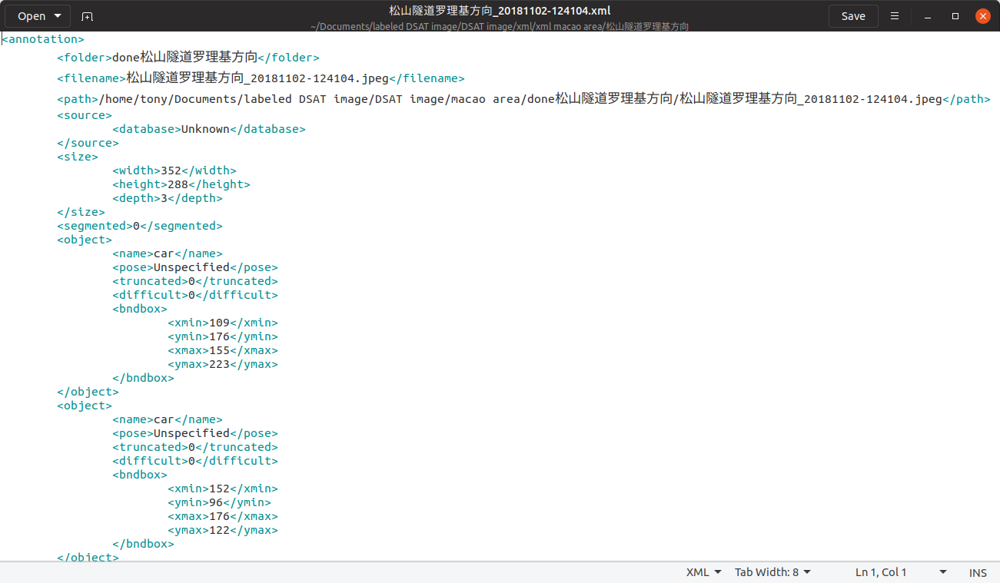 Open
松山隧道罗理基方向_20181102-124104.xml
~/Documents/labeled DSAT image/DSAT image/xml/xml macao area/松山隧道罗理基方向
Save
<annotation>
<folder>done松山隧道罗理基方向</folder>
<filename>松山隧道罗理基方向_20181102-124104.jpeg</filename>
<path>/home/tony/Documents/labeled DSAT image/DSAT image/macao area/done松山隧道罗理基方向/松山隧道罗理基方向_20181102-124104.jpeg</path>
<source>
<database>Unknown</database>
</source>
<size>
<width>352</width>
<height>288</height>
<depth>3</depth>
</size>
<segmented>0</segmented>
<object>
<name>car</name>
<pose>Unspecified</pose>
<truncated>0</truncated>
<difficult>0</difficult>
<bndbox>
<xmin>109</xmin>
<ymin>176</ymin>
<xmax>155</xmax>
<ymax>223</ymax>
</bndbox>
</object>
<object>
<name>car</name>
<pose>Unspecified</pose>
<truncated>0</truncated>
<difficult>0</difficult>
<bndbox>
<xmin>152</xmin>
<ymin>96</ymin>
<xmax>176</xmax>
<ymax>122</ymax>
</bndbox>
</object>
XML Tab Width: 8 Ln 1, Col 1 INS